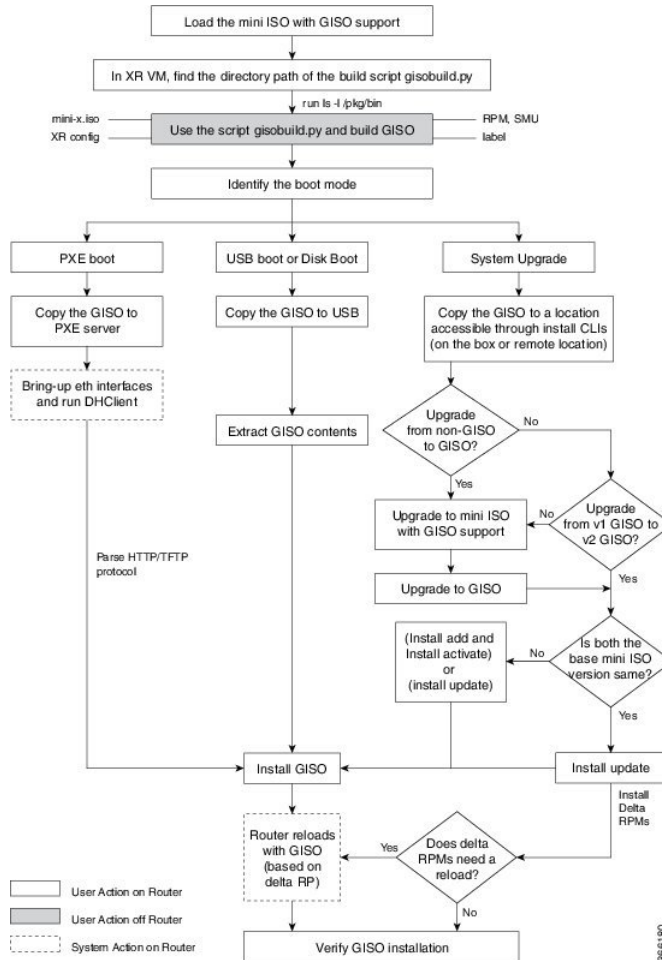 Load the mini ISO with GISO support
In XR VM, find the directory path of the build script gisobuild.py
run ls -l /pkg/bin
mini-x.iso
XR config
Use the script gisobuild.py and build GISO
RPM, SMU
label
Identify the boot mode
PXE boot
USB boot or Disk Boot
System Upgrade
Copy the GISO to
PXE server
Copy the GISO to USB
Copy the GISO to a location
accessible through install CLIs
(on the box or remote location)
Bring-up eth interfaces
and run DHClient
Extract GISO contents
Upgrade
from non-GISO
to GISO?
No
Yes
Upgrade to mini ISO
with GISO support
No
Upgrade
from v1 GISO to
v2 GISO?
Parse HTTP/TFTP
protocol
Upgrade to GISO
Yes
(Install add and
Install activate)
or
(install update)
No
Is both the
base mini ISO
version same?
Yes
Install GISO
Install update
Install
Delta
RPMs
Router reloads
with GISO
(based on
delta RP)
Yes
Does delta
RPMs need a
reload?
No
Verify GISO installation
User Action on Router
User Action off Router
System Action on Router
366180